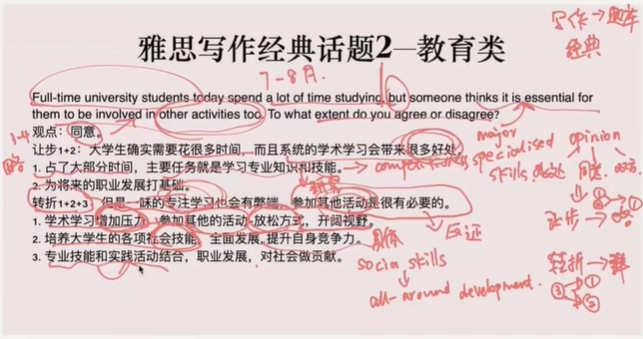 雅思写作经典话题2—教育类
写作→题库
经典
7-8月.
Full-time university students today spend a lot of time studying, but someone thinks it is essential for
them to be involved in other activities too. To what extent do you agree or disagree?
观点：同意。
让步1+2：大学生确实需要花很多时间，而且系统的学术学习会带来很多好处。
1. 占了大部分时间，主要任务就是学习专业知识和技能。
2. 为将来的职业发展打基础。
转折1+2+3：但是一味的专注学习也会有弊端，参加其他活动是很有必要的。
1. 学术学习增加压力，参加其他的活动-放松方式，开阔视野。
2. 培养大学生的各项社会技能，全面发展，提升自身竞争力。
3. 专业技能和实践活动结合，职业发展，对社会做贡献。
major
specialised
skills
opinion
同意
让步→
反证
具体
social skills
all-around development.
转折→
③ ① ②